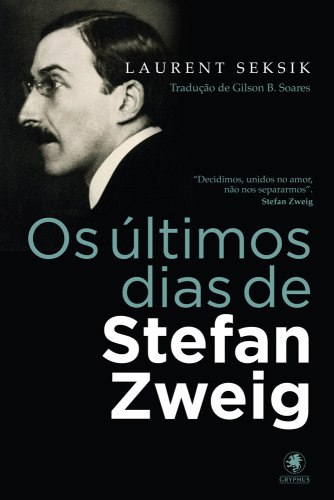 LAURENT SEKSIK
Tradução de Gilson B. Soares
“Decidimos, unidos no amor,
não nos separarmos”.
Stefan Zweig
Os últimos
dias de
Stefan
Zweig
GRYPHUS